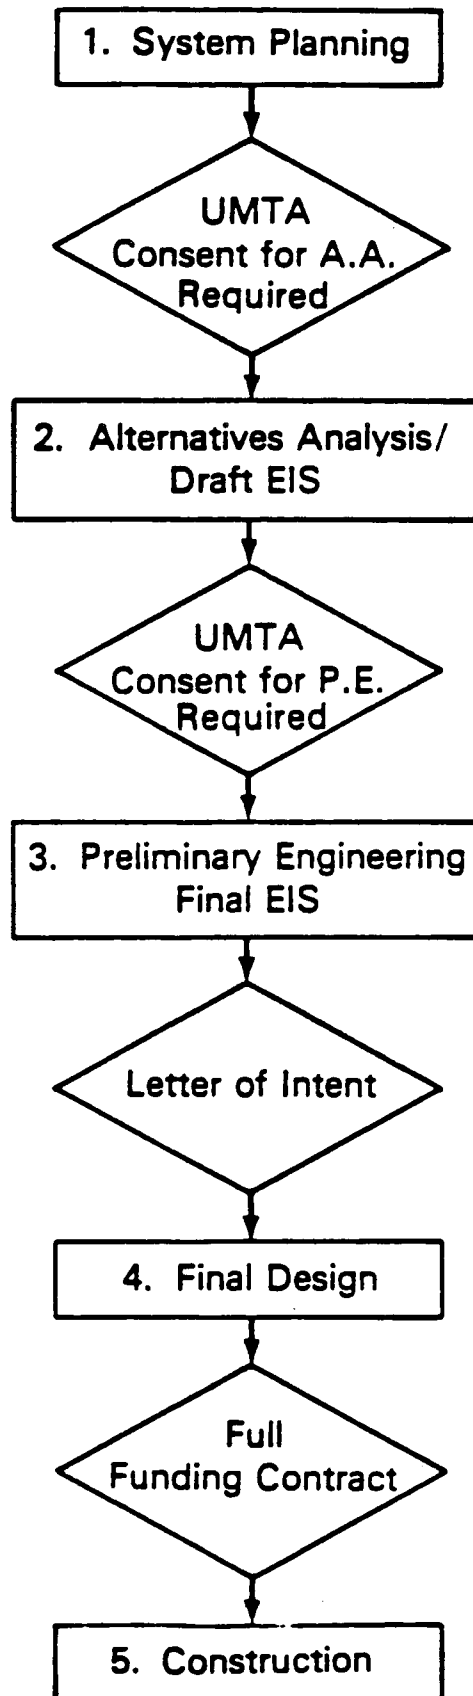 1. System Planning
UMTA
Consent for A.A.
Required
2. Alternatives Analysis/
Draft EIS
UMTA
Consent for P.E.
Required
3. Preliminary Engineering
Final EIS
Letter of Intent
4. Final Design
Full
Funding Contract
5. Construction